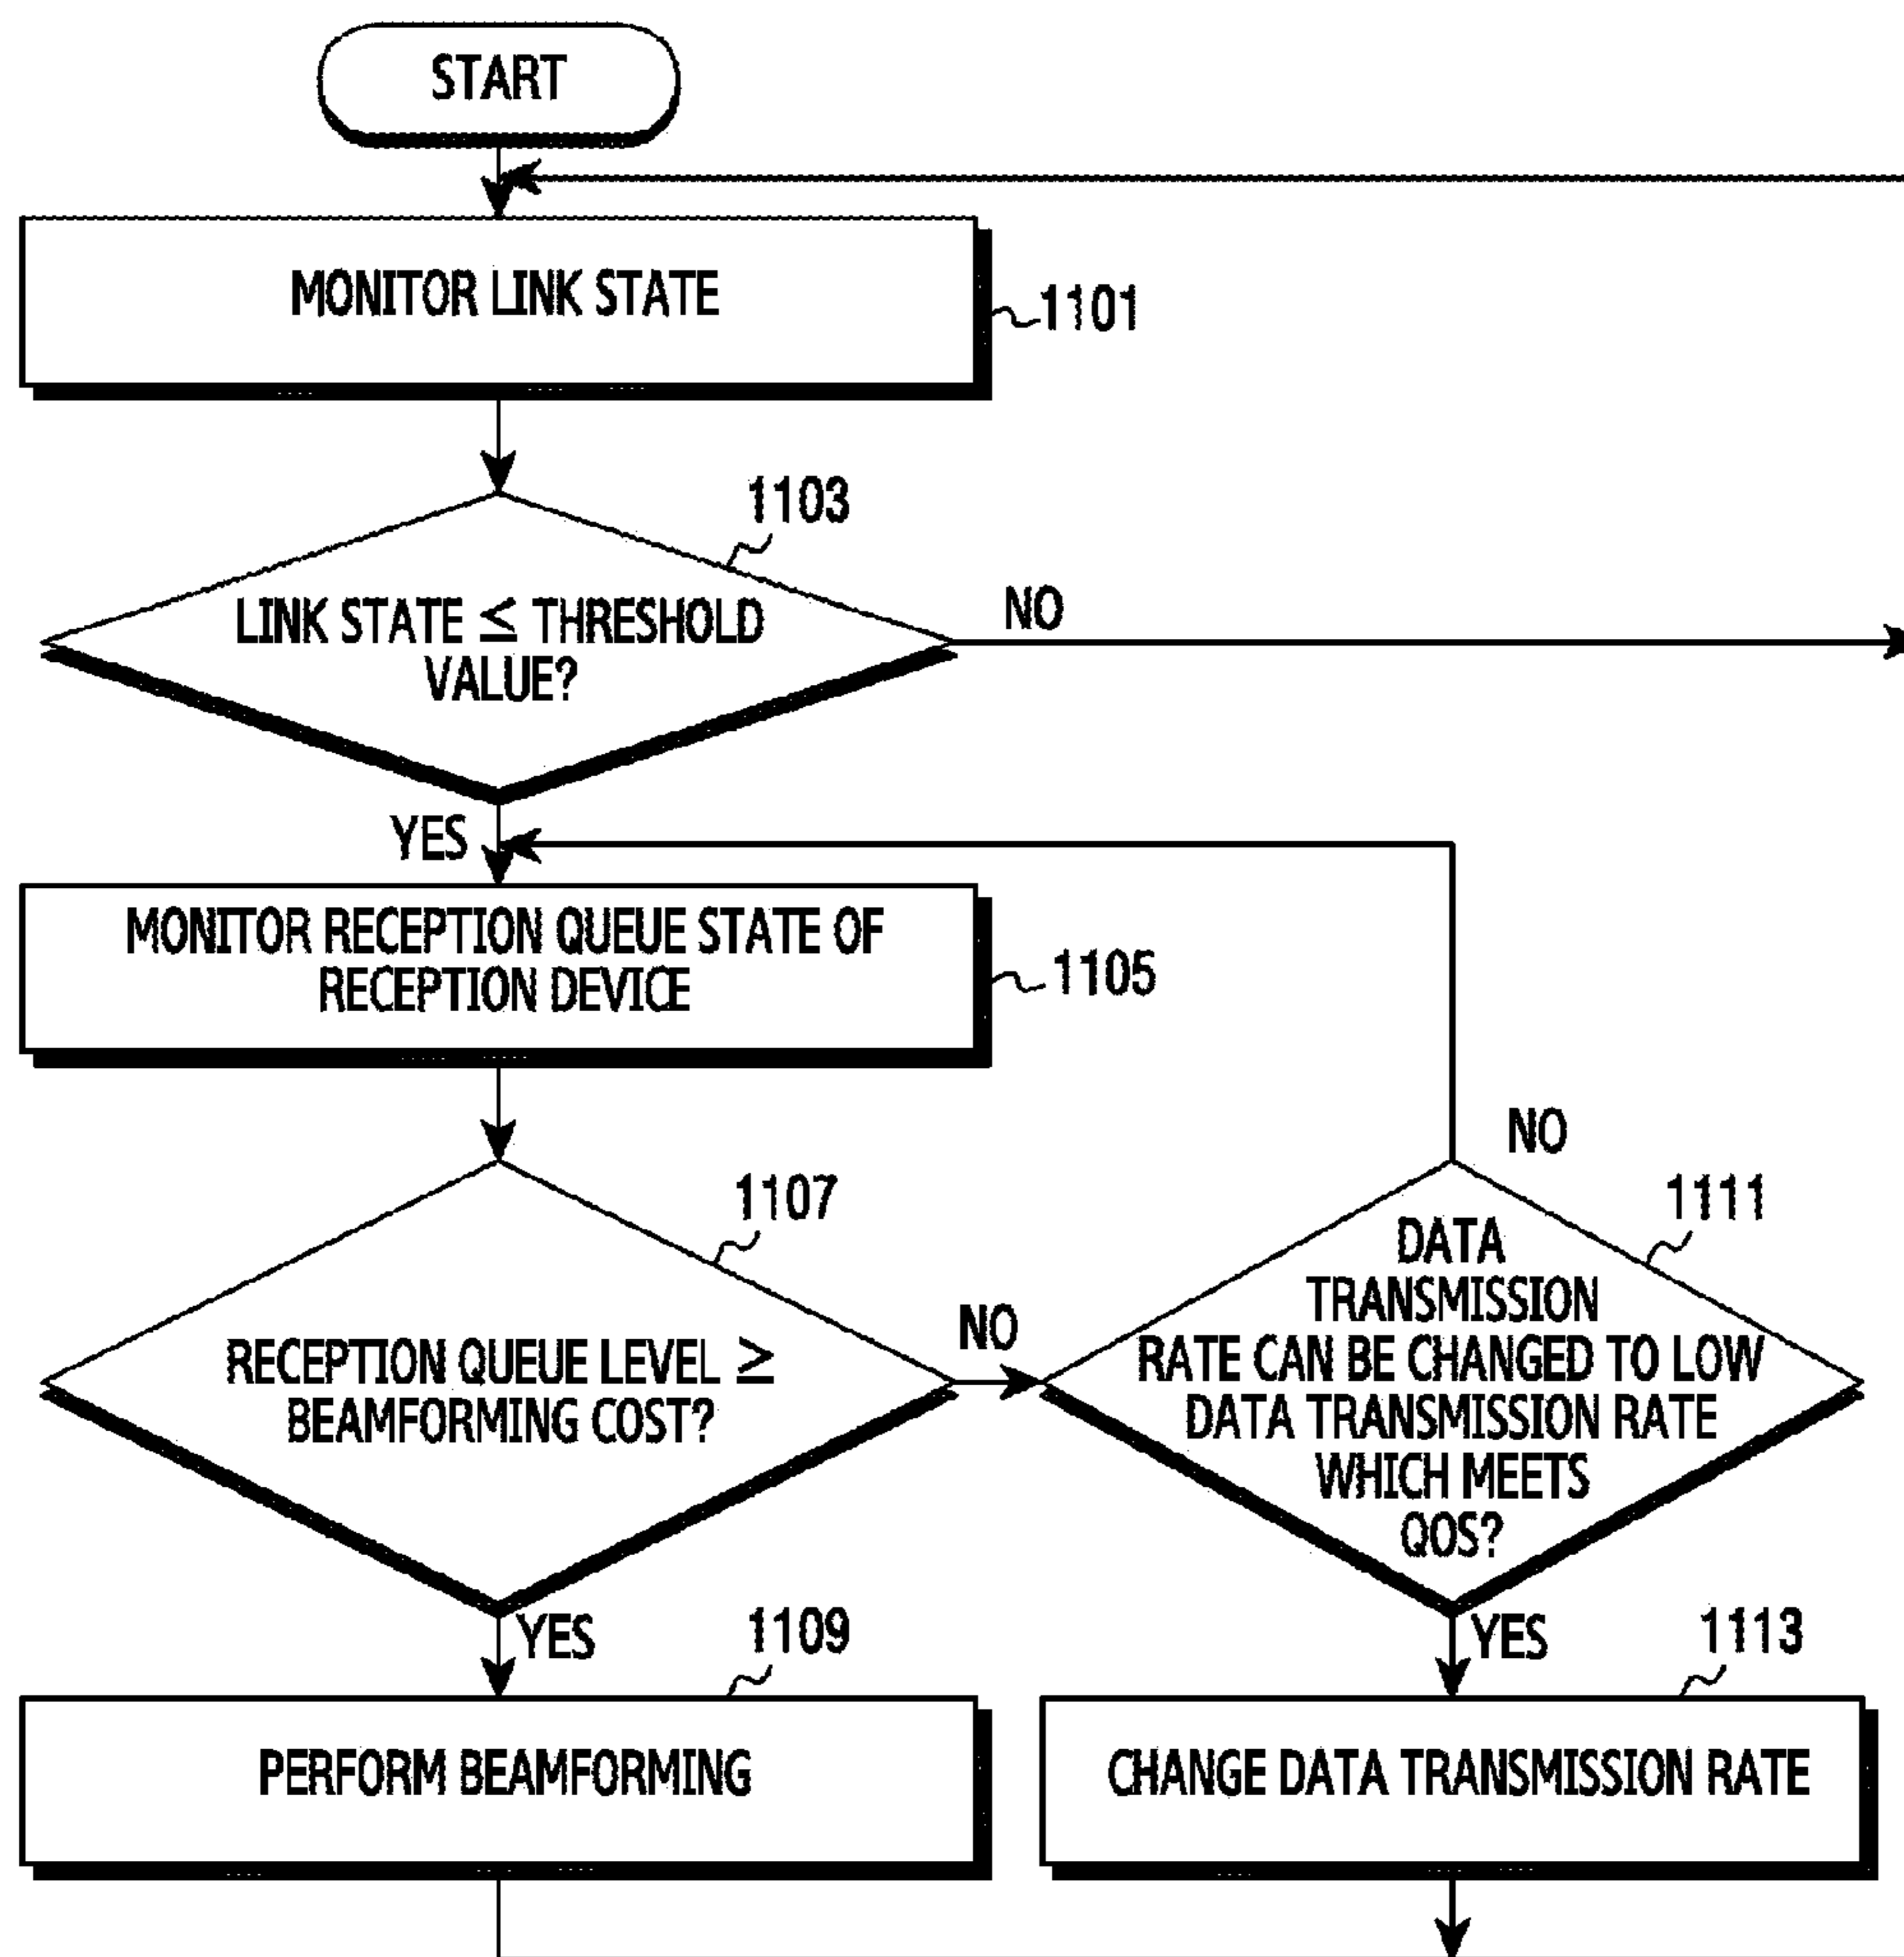 START
MONITOR LINK STATE
1101
1103
LINK STATE ≤ THRESHOLD
VALUE?
NO
YES
MONITOR RECEPTION QUEUE STATE OF
RECEPTION DEVICE
1105
1107
RECEPTION QUEUE LEVEL ≥
BEAMFORMING COST?
NO
NO
1111
DATA
TRANSMISSION
RATE CAN BE CHANGED TO LOW
DATA TRANSMISSION RATE
WHICH MEETS
QOS?
YES
1109
PERFORM BEAMFORMING
YES
1113
CHANGE DATA TRANSMISSION RATE